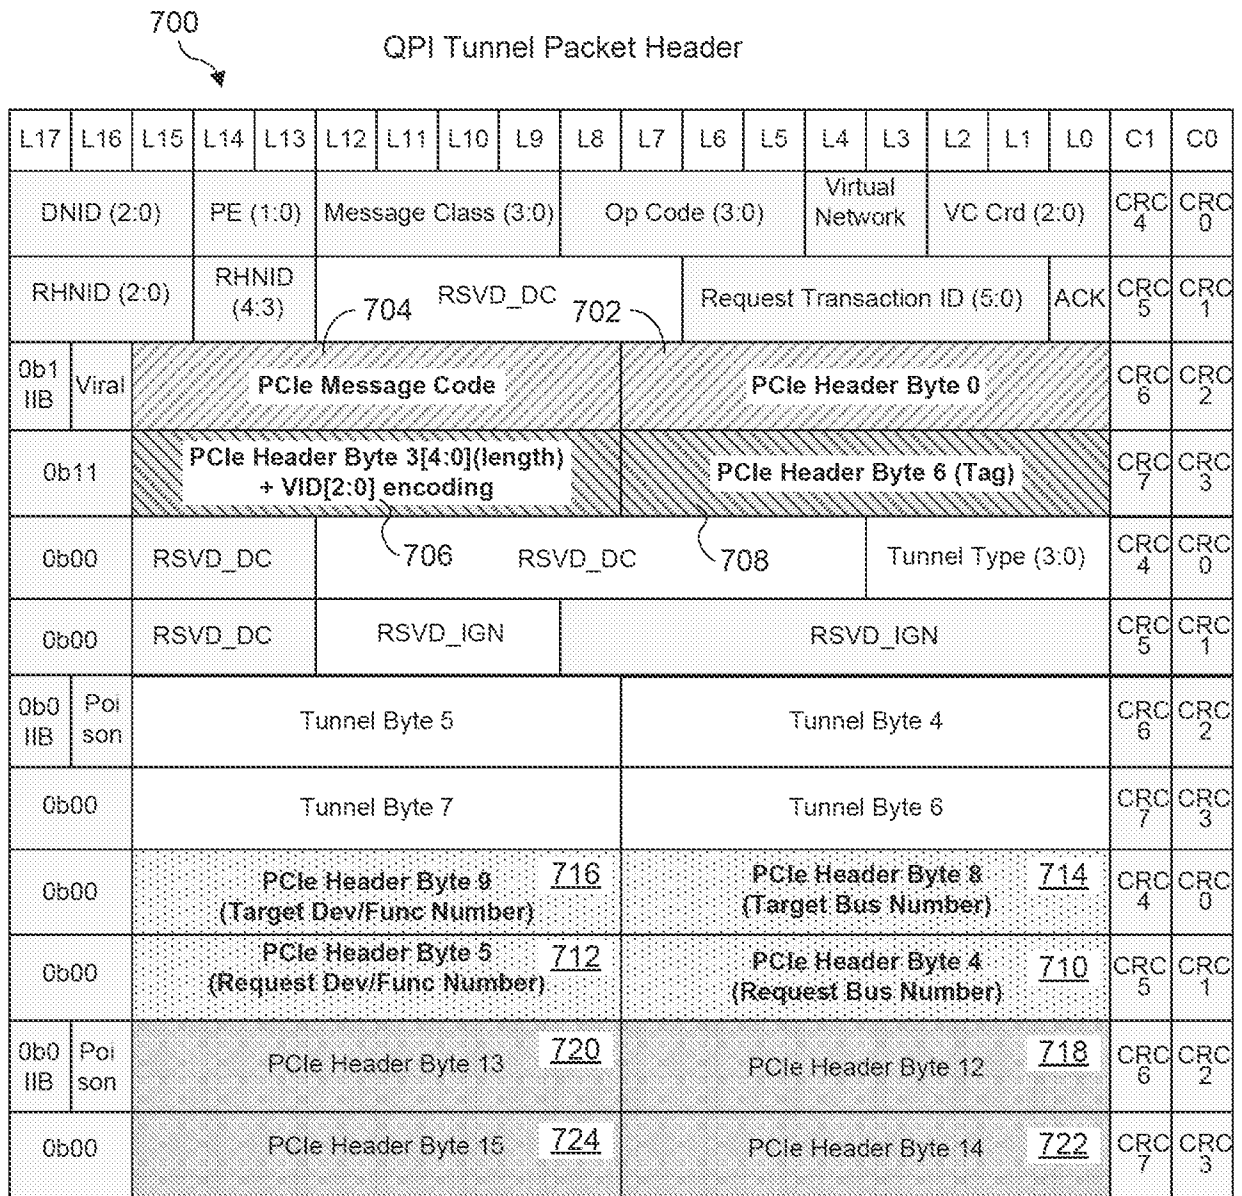 700
QPI Tunnel Packet Header
L17 L16 L15 L14 L13 L12 L11 L10 L9 L8 L7 L6 L5 L4 L3 L2 L1 L0 C1 C0
DNID (2:0) PE (1:0) Message Class (3:0) Op Code (3:0) Virtual Network VC Crd (2:0) CRC 4 CRC 0
RHNID (2:0) RHNID (4:3) RSVD_DC Request Transaction ID (5:0) ACK CRC 5 CRC 1
704 702
0b1 IIB Viral PCIe Message Code PCIe Header Byte 0 CRC 6 CRC 2
0b11 PCIe Header Byte 3[4:0](length) + VID[2:0] encoding PCIe Header Byte 6 (Tag) CRC 7 CRC 3
706 708
0b00 RSVD_DC RSVD_DC Tunnel Type (3:0) CRC 4 CRC 0
0b00 RSVD_DC RSVD_IGN RSVD_IGN CRC 5 CRC 1
0b0 IIB Poi son Tunnel Byte 5 Tunnel Byte 4 CRC 6 CRC 2
0b00 Tunnel Byte 7 Tunnel Byte 6 CRC 7 CRC 3
0b00 PCIe Header Byte 9 (Target Dev/Func Number) 716 PCIe Header Byte 8 (Target Bus Number) 714 CRC 4 CRC 0
0b00 PCIe Header Byte 5 (Request Dev/Func Number) 712 PCIe Header Byte 4 (Request Bus Number) 710 CRC 5 CRC 1
0b0 IIB Poi son PCIe Header Byte 13 720 PCIe Header Byte 12 718 CRC 6 CRC 2
0b00 PCIe Header Byte 15 724 PCIe Header Byte 14 722 CRC 7 CRC 3